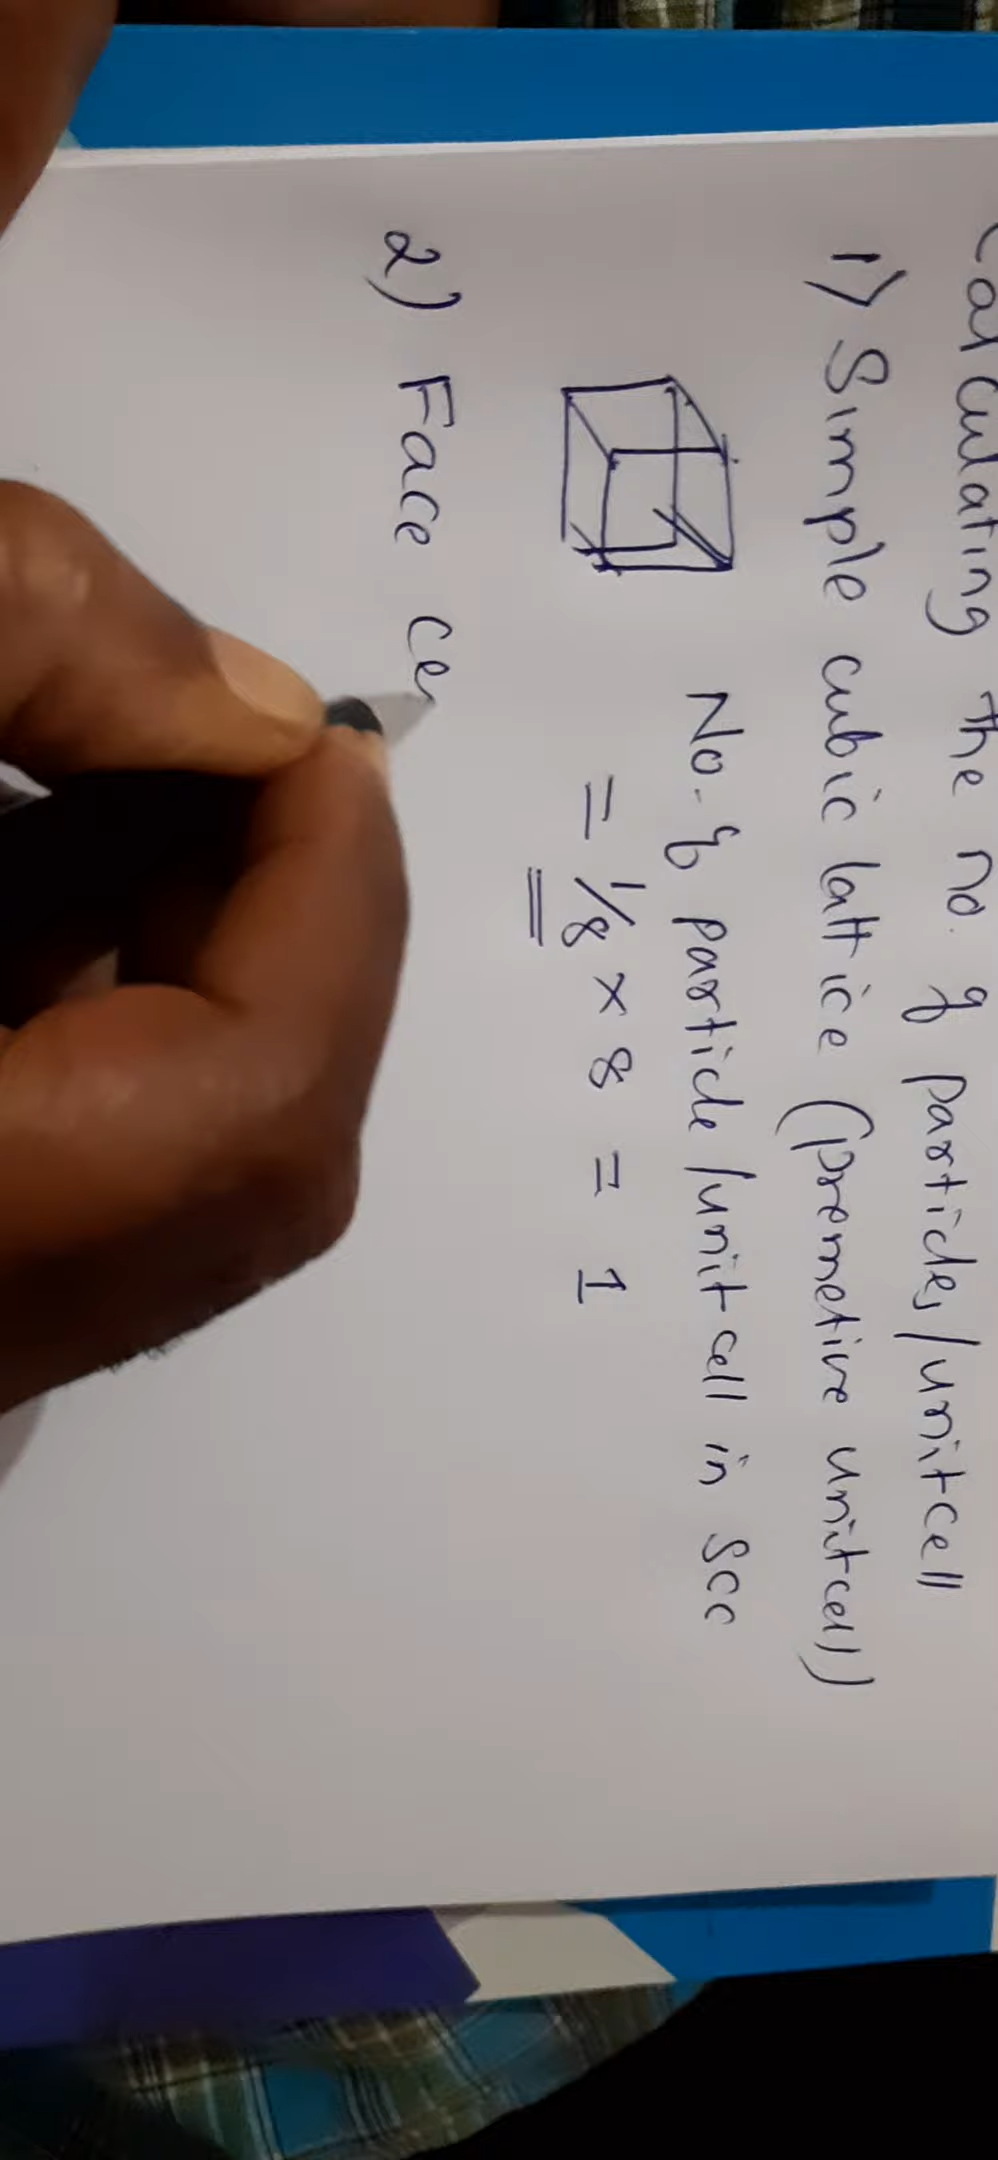 Calculating the no. of particles/unitcell
1) Simple cubic lattice (premetive unitcell)
No. of particle/unit cell in Scc
= 1/8 × 8 = 1
2) Face ce